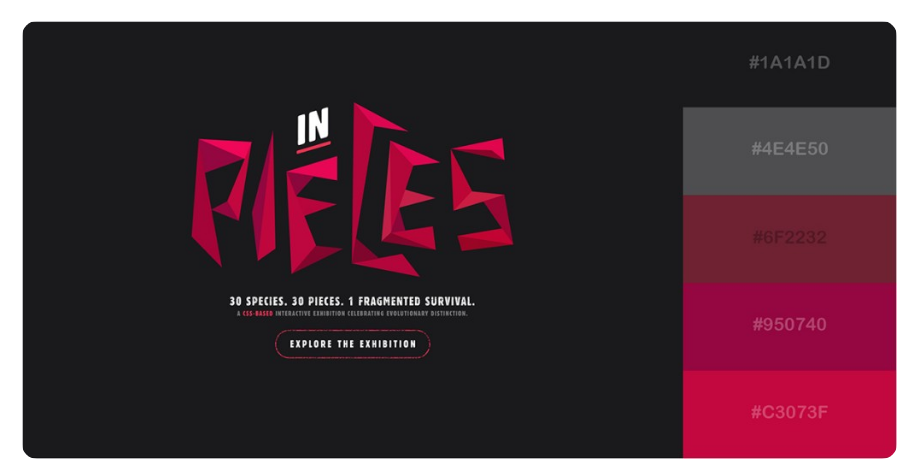 IN
PIECES
30 SPECIES. 30 PIECES. 1 FRAGMENTED SURVIVAL.
A CSS-BASED INTERACTIVE EXHIBITION CELEBRATING EVOLUTIONARY DISTINCTION.
EXPLORE THE EXHIBITION
#1A1A1D
#4E4E50
#6F2232
#950740
#C3073F